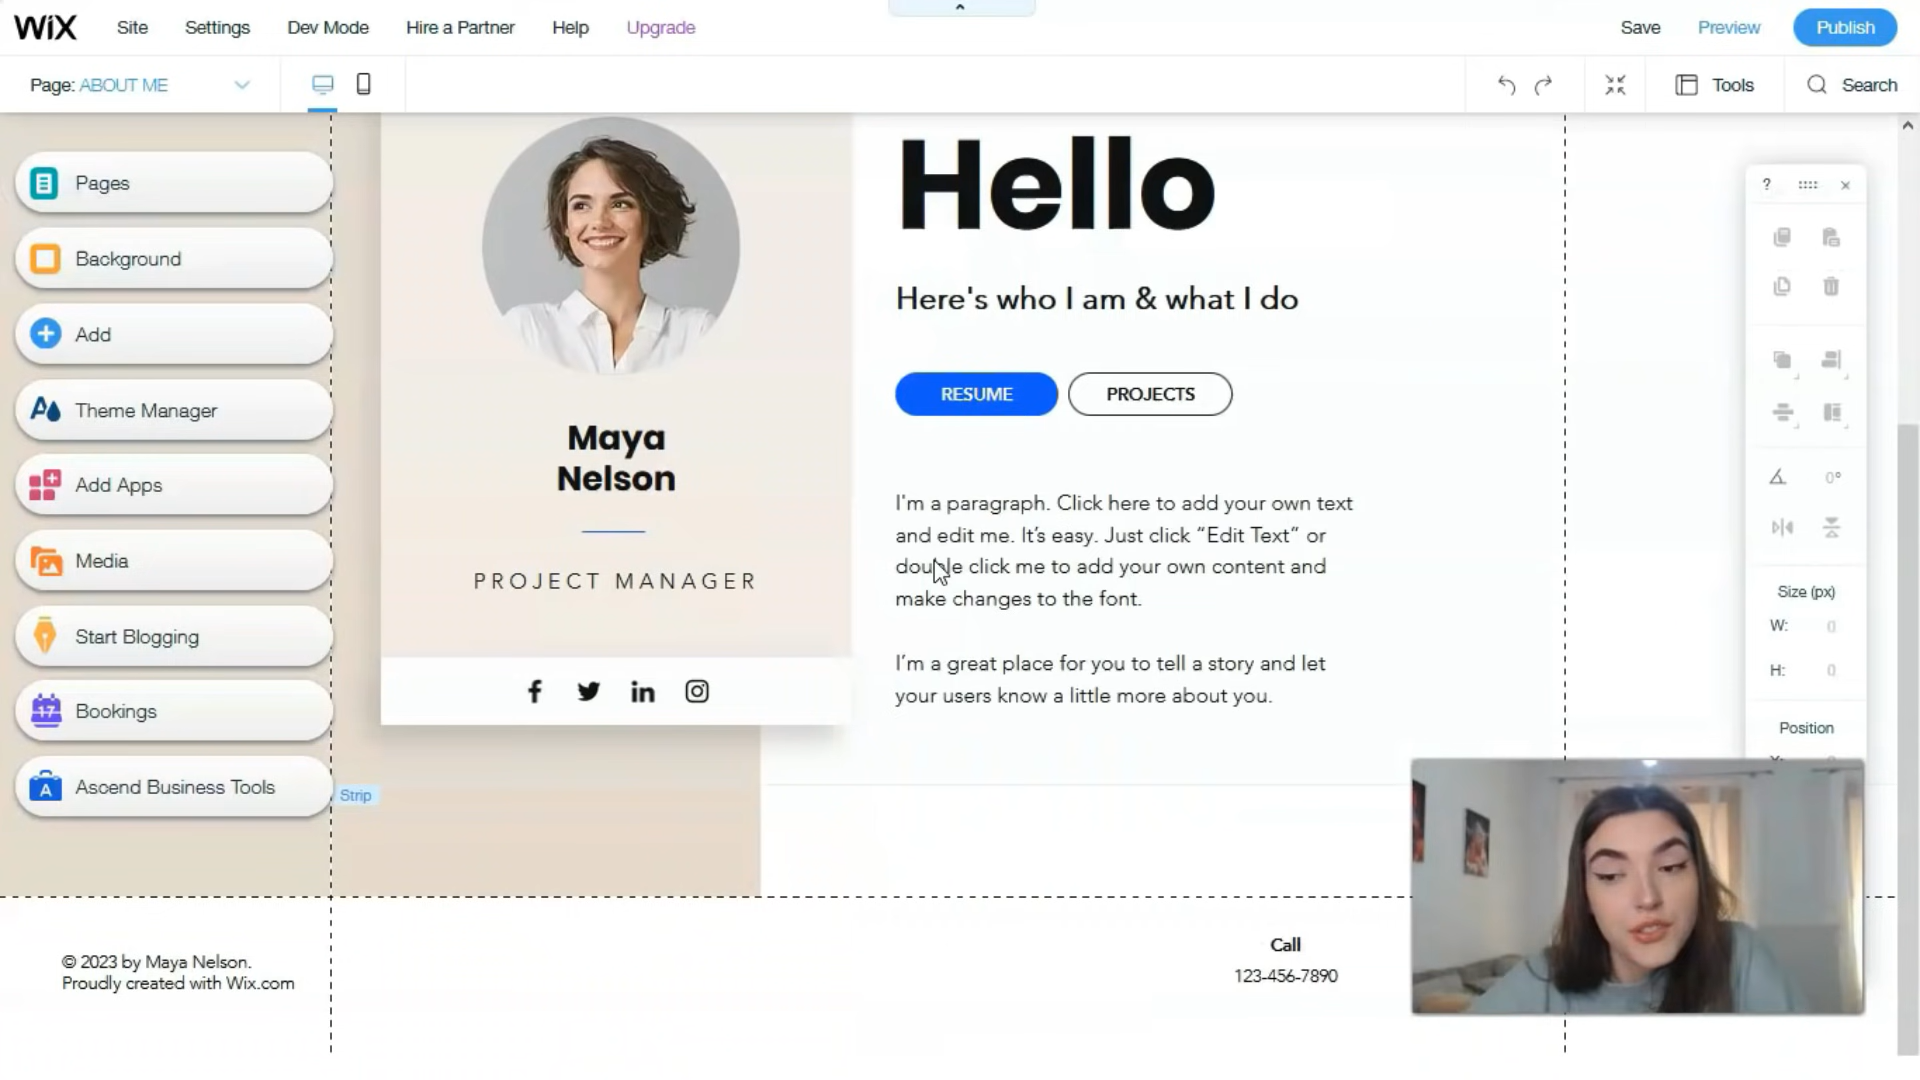 WiX
Site
Settings
Dev Mode
Hire a Partner
Help
Upgrade
Save
Preview
Publish
Page: ABOUT ME
Tools
Search
Pages
Background
Add
Theme Manager
Add Apps
Media
Start Blogging
17
Bookings
A
Ascend Business Tools
Strip
Maya
Nelson
PROJECT MANAGER
Hello
Here's who I am & what I do
RESUME
PROJECTS
I'm a paragraph. Click here to add your own text
and edit me. It’s easy. Just click “Edit Text” or
double click me to add your own content and
make changes to the font.
I’m a great place for you to tell a story and let
your users know a little more about you.
?
0°
Size (px)
W: 0
H: 0
Position
© 2023 by Maya Nelson.
Proudly created with Wix.com
Call
123-456-7890